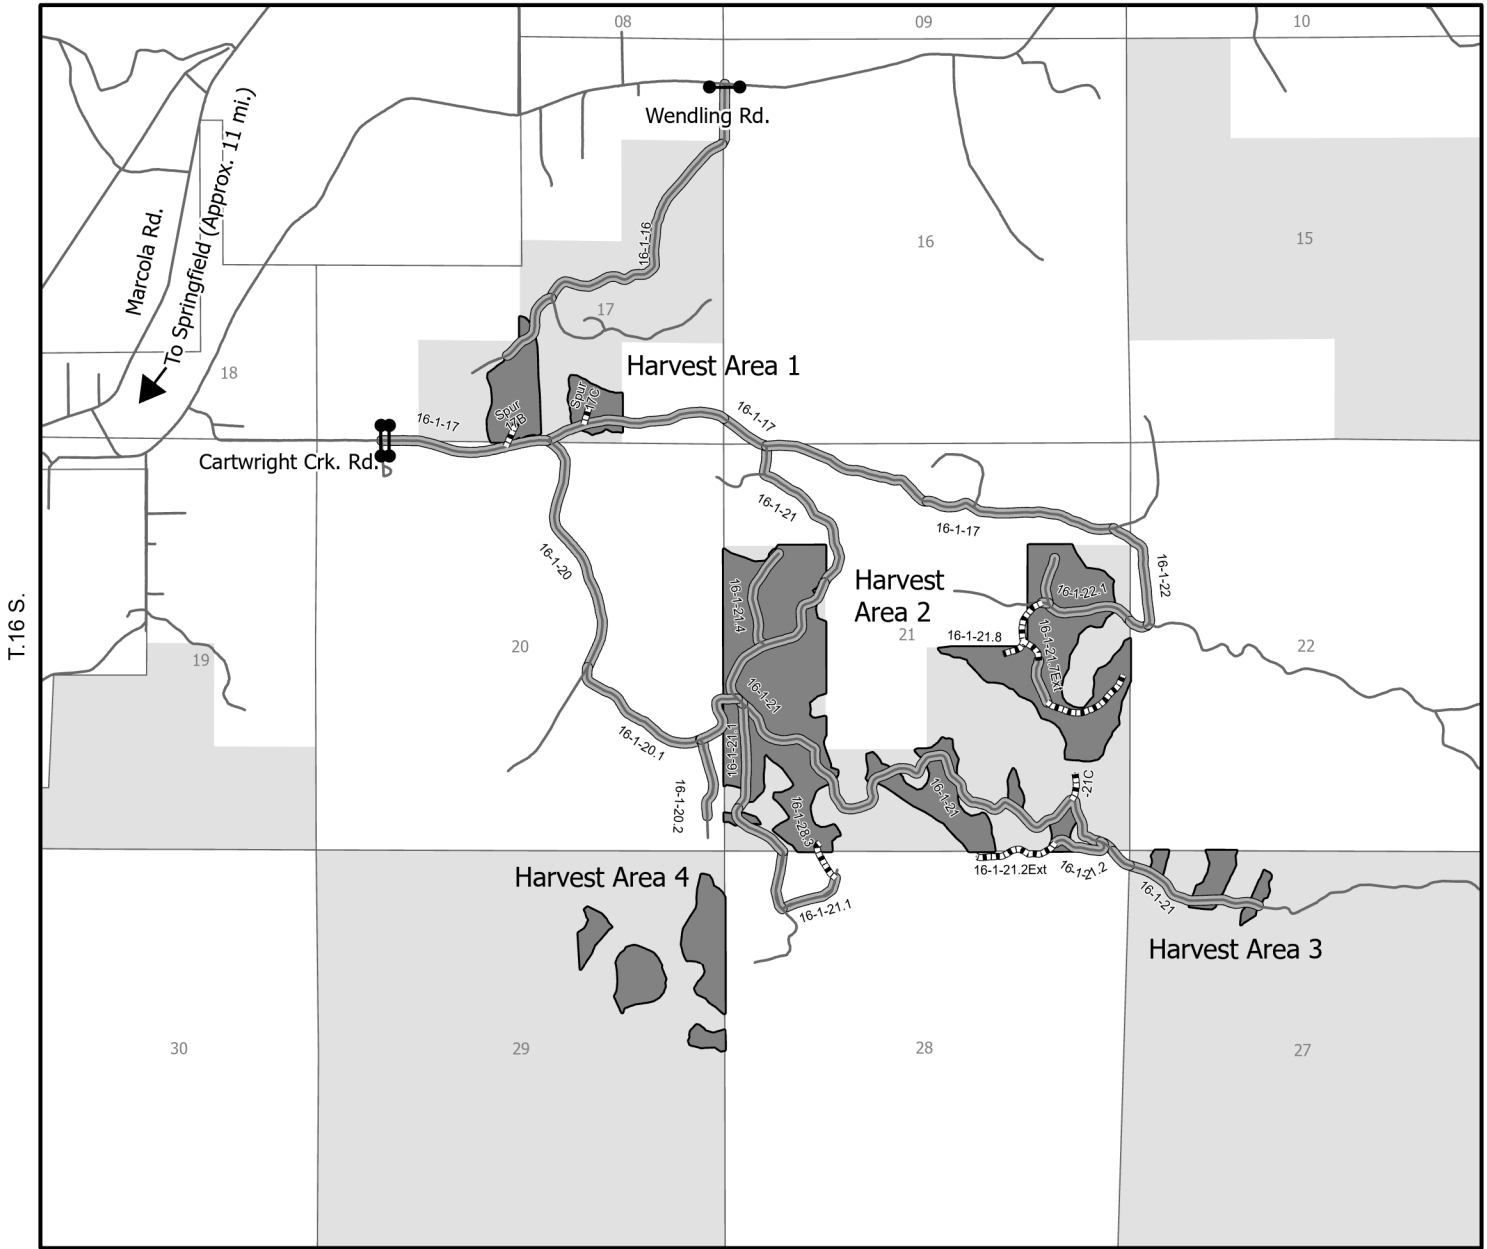 08
09
10
Wendling Rd.
To Springfield (Approx. 11 mi.)
Marcola Rd.
16-1-16
16
15
17
18
Harvest Area 1
Spur
17C
Spur
17B
16-1-17
16-1-17
Cartwright Crk. Rd.
16-1-21
16-1-17
16-1-20
16-1-22
Harvest
Area 2
16-1-22.1
16-1-21.4
T.16 S.
21
16-1-21.8
16-1-21.7Ext
20
22
19
16-1-21
16-1-20.1
16-1-21.1
16-1-20.2
16-1-21
-21C
16-1-28.3
16-1-21.2Ext
16-1-21.2
Harvest Area 4
16-1-21
16-1-21.1
Harvest Area 3
30
29
28
27